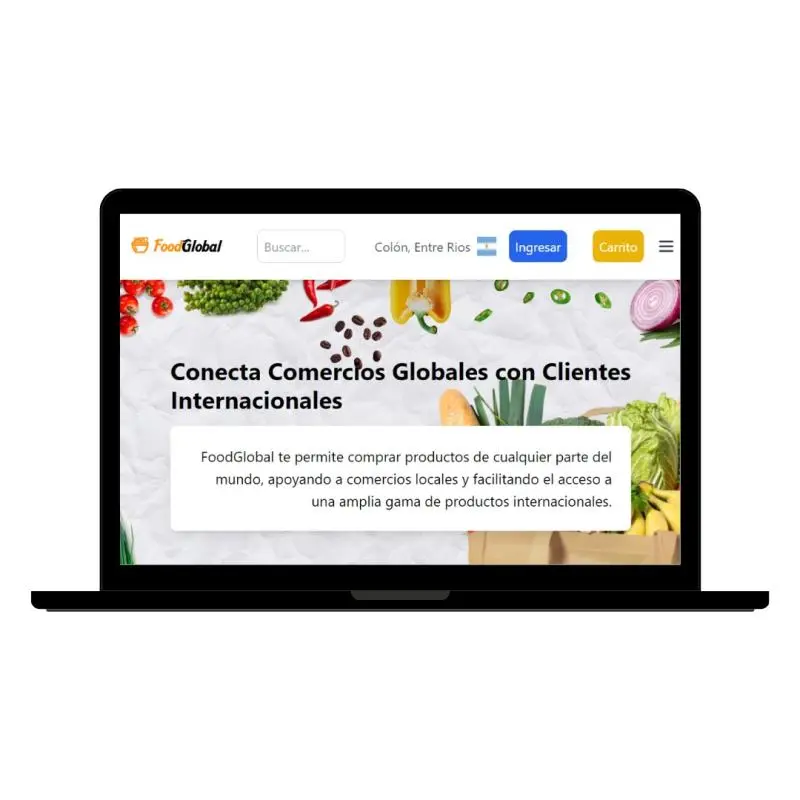 FoodGlobal
Buscar...
Colón, Entre Rios
Ingresar
Carrito
Conecta Comercios Globales con Clientes
Internacionales
FoodGlobal te permite comprar productos de cualquier parte del
mundo, apoyando a comercios locales y facilitando el acceso a
una amplia gama de productos internacionales.